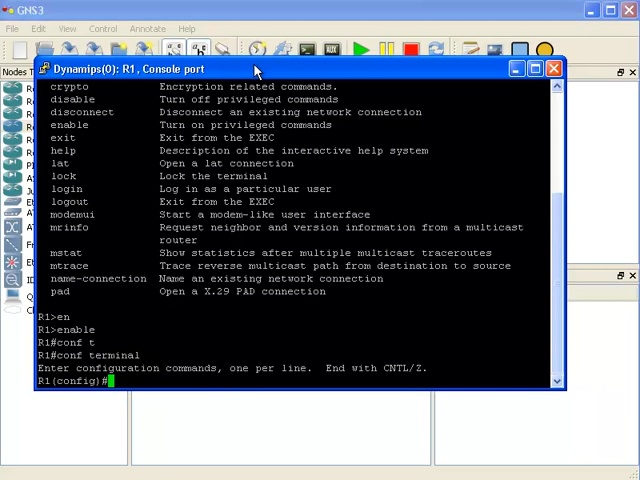 GNS3
File Edit View Control Annotate Help
Nodes T
Dynamips(0): R1, Console port
crypto Encryption related commands.
disable Turn off privileged commands
disconnect Disconnect an existing network connection
enable Turn on privileged commands
exit Exit from the EXEC
help Description of the interactive help system
lat Open a lat connection
lock Lock the terminal
login Log in as a particular user
logout Exit from the EXEC
modemui Start a modem-like user interface
mrinfo Request neighbor and version information from a multicast
router
mstat Show statistics after multiple multicast traceroutes
mtrace Trace reverse multicast path from destination to source
name-connection Name an existing network connection
pad Open a X.29 PAD connection
R1>en
R1>enable
R1#conf t
R1#conf terminal
Enter configuration commands, one per line. End with CNTL/Z.
R1(config)#